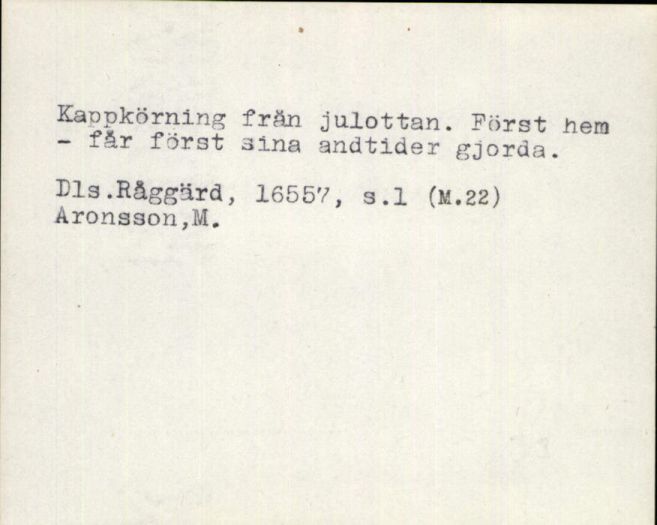 Kappkörning från julottan. Först hem
- får först sina andtider gjorda.
Dls.Råggärd, 16557, s.1 (M.22)
Aronsson,M.